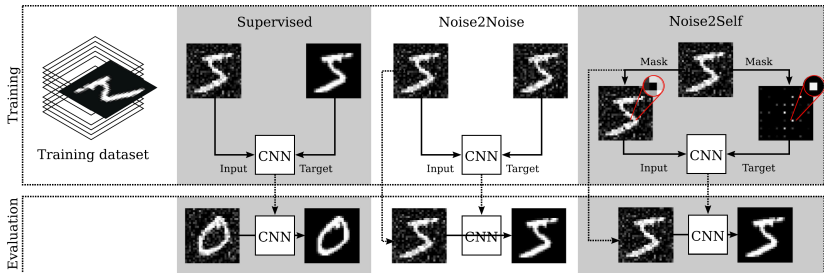 Supervised
Noise2Noise
Noise2Self
Training
Mask
Mask
Training dataset
CNN
Input
Target
CNN
Input
Target
CNN
Input
Target
Evaluation
CNN
CNN
CNN